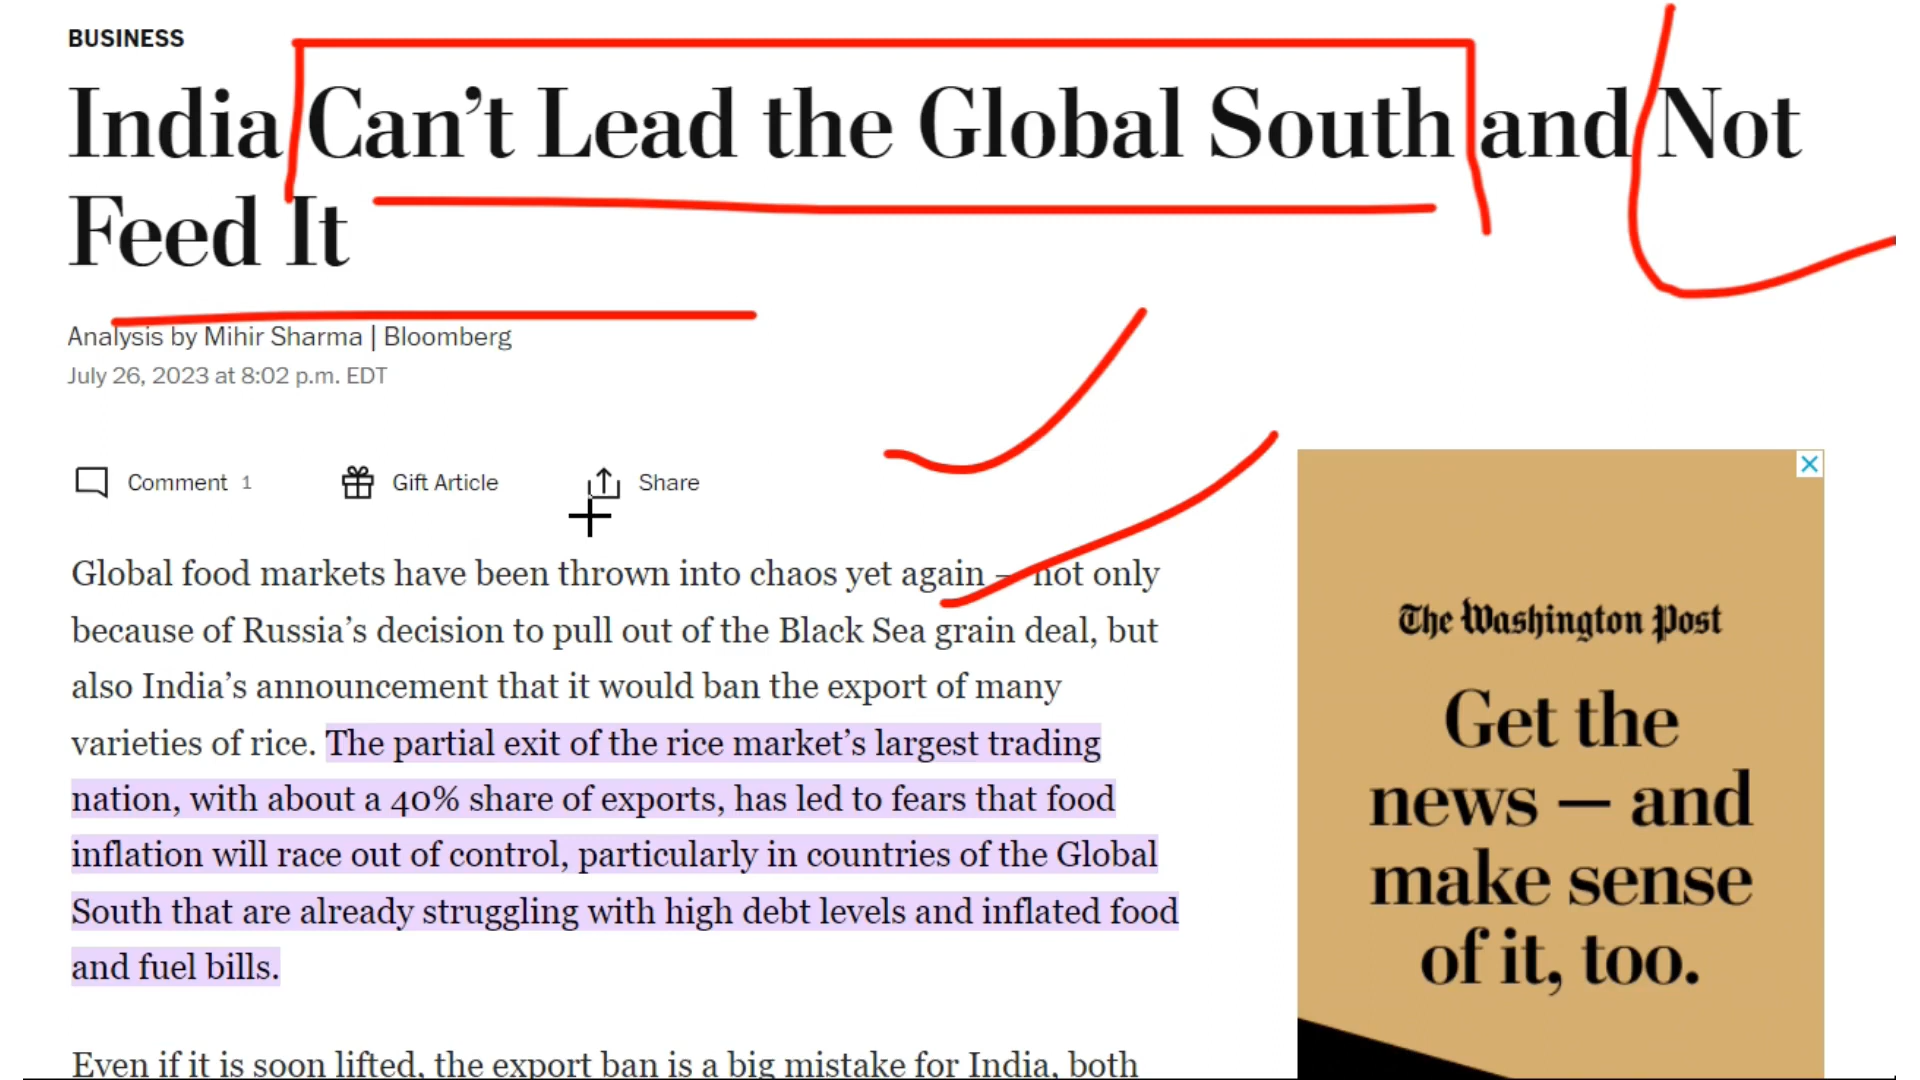 BUSINESS
India Can’t Lead the Global South and Not
Feed It
Analysis by Mihir Sharma | Bloomberg
July 26, 2023 at 8:02 p.m. EDT
Comment 1 Gift Article Share
Global food markets have been thrown into chaos yet again — not only
because of Russia’s decision to pull out of the Black Sea grain deal, but
also India’s announcement that it would ban the export of many
varieties of rice. The partial exit of the rice market’s largest trading
nation, with about a 40% share of exports, has led to fears that food
inflation will race out of control, particularly in countries of the Global
South that are already struggling with high debt levels and inflated food
and fuel bills.
Even if it is soon lifted, the export ban is a big mistake for India, both
The Washington Post
Get the
news — and
make sense
of it, too.